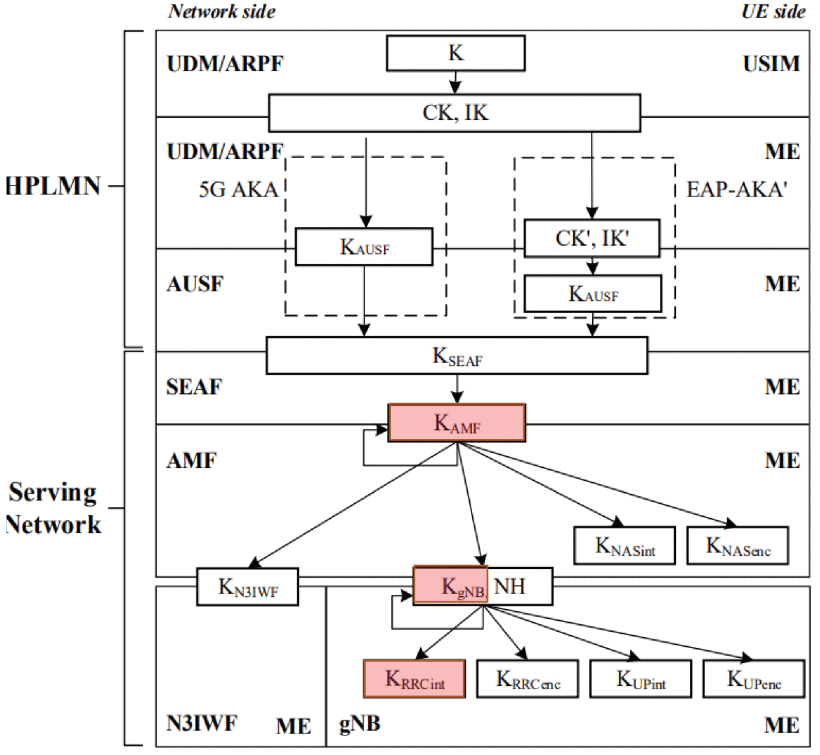 Network side UE side
UDM/ARPF K USIM
CK, IK
UDM/ARPF ME
HPLMN 5G AKA EAP-AKA'
KAUSF CK', IK'
AUSF KAUSF ME
KSEAF
SEAF ME
KAMF
AMF ME
Serving
Network
KNASint KNASenc
KN3IWF KgNB, NH
KRRCint KRRCenc KUPint KUPenc
N3IWF ME gNB ME